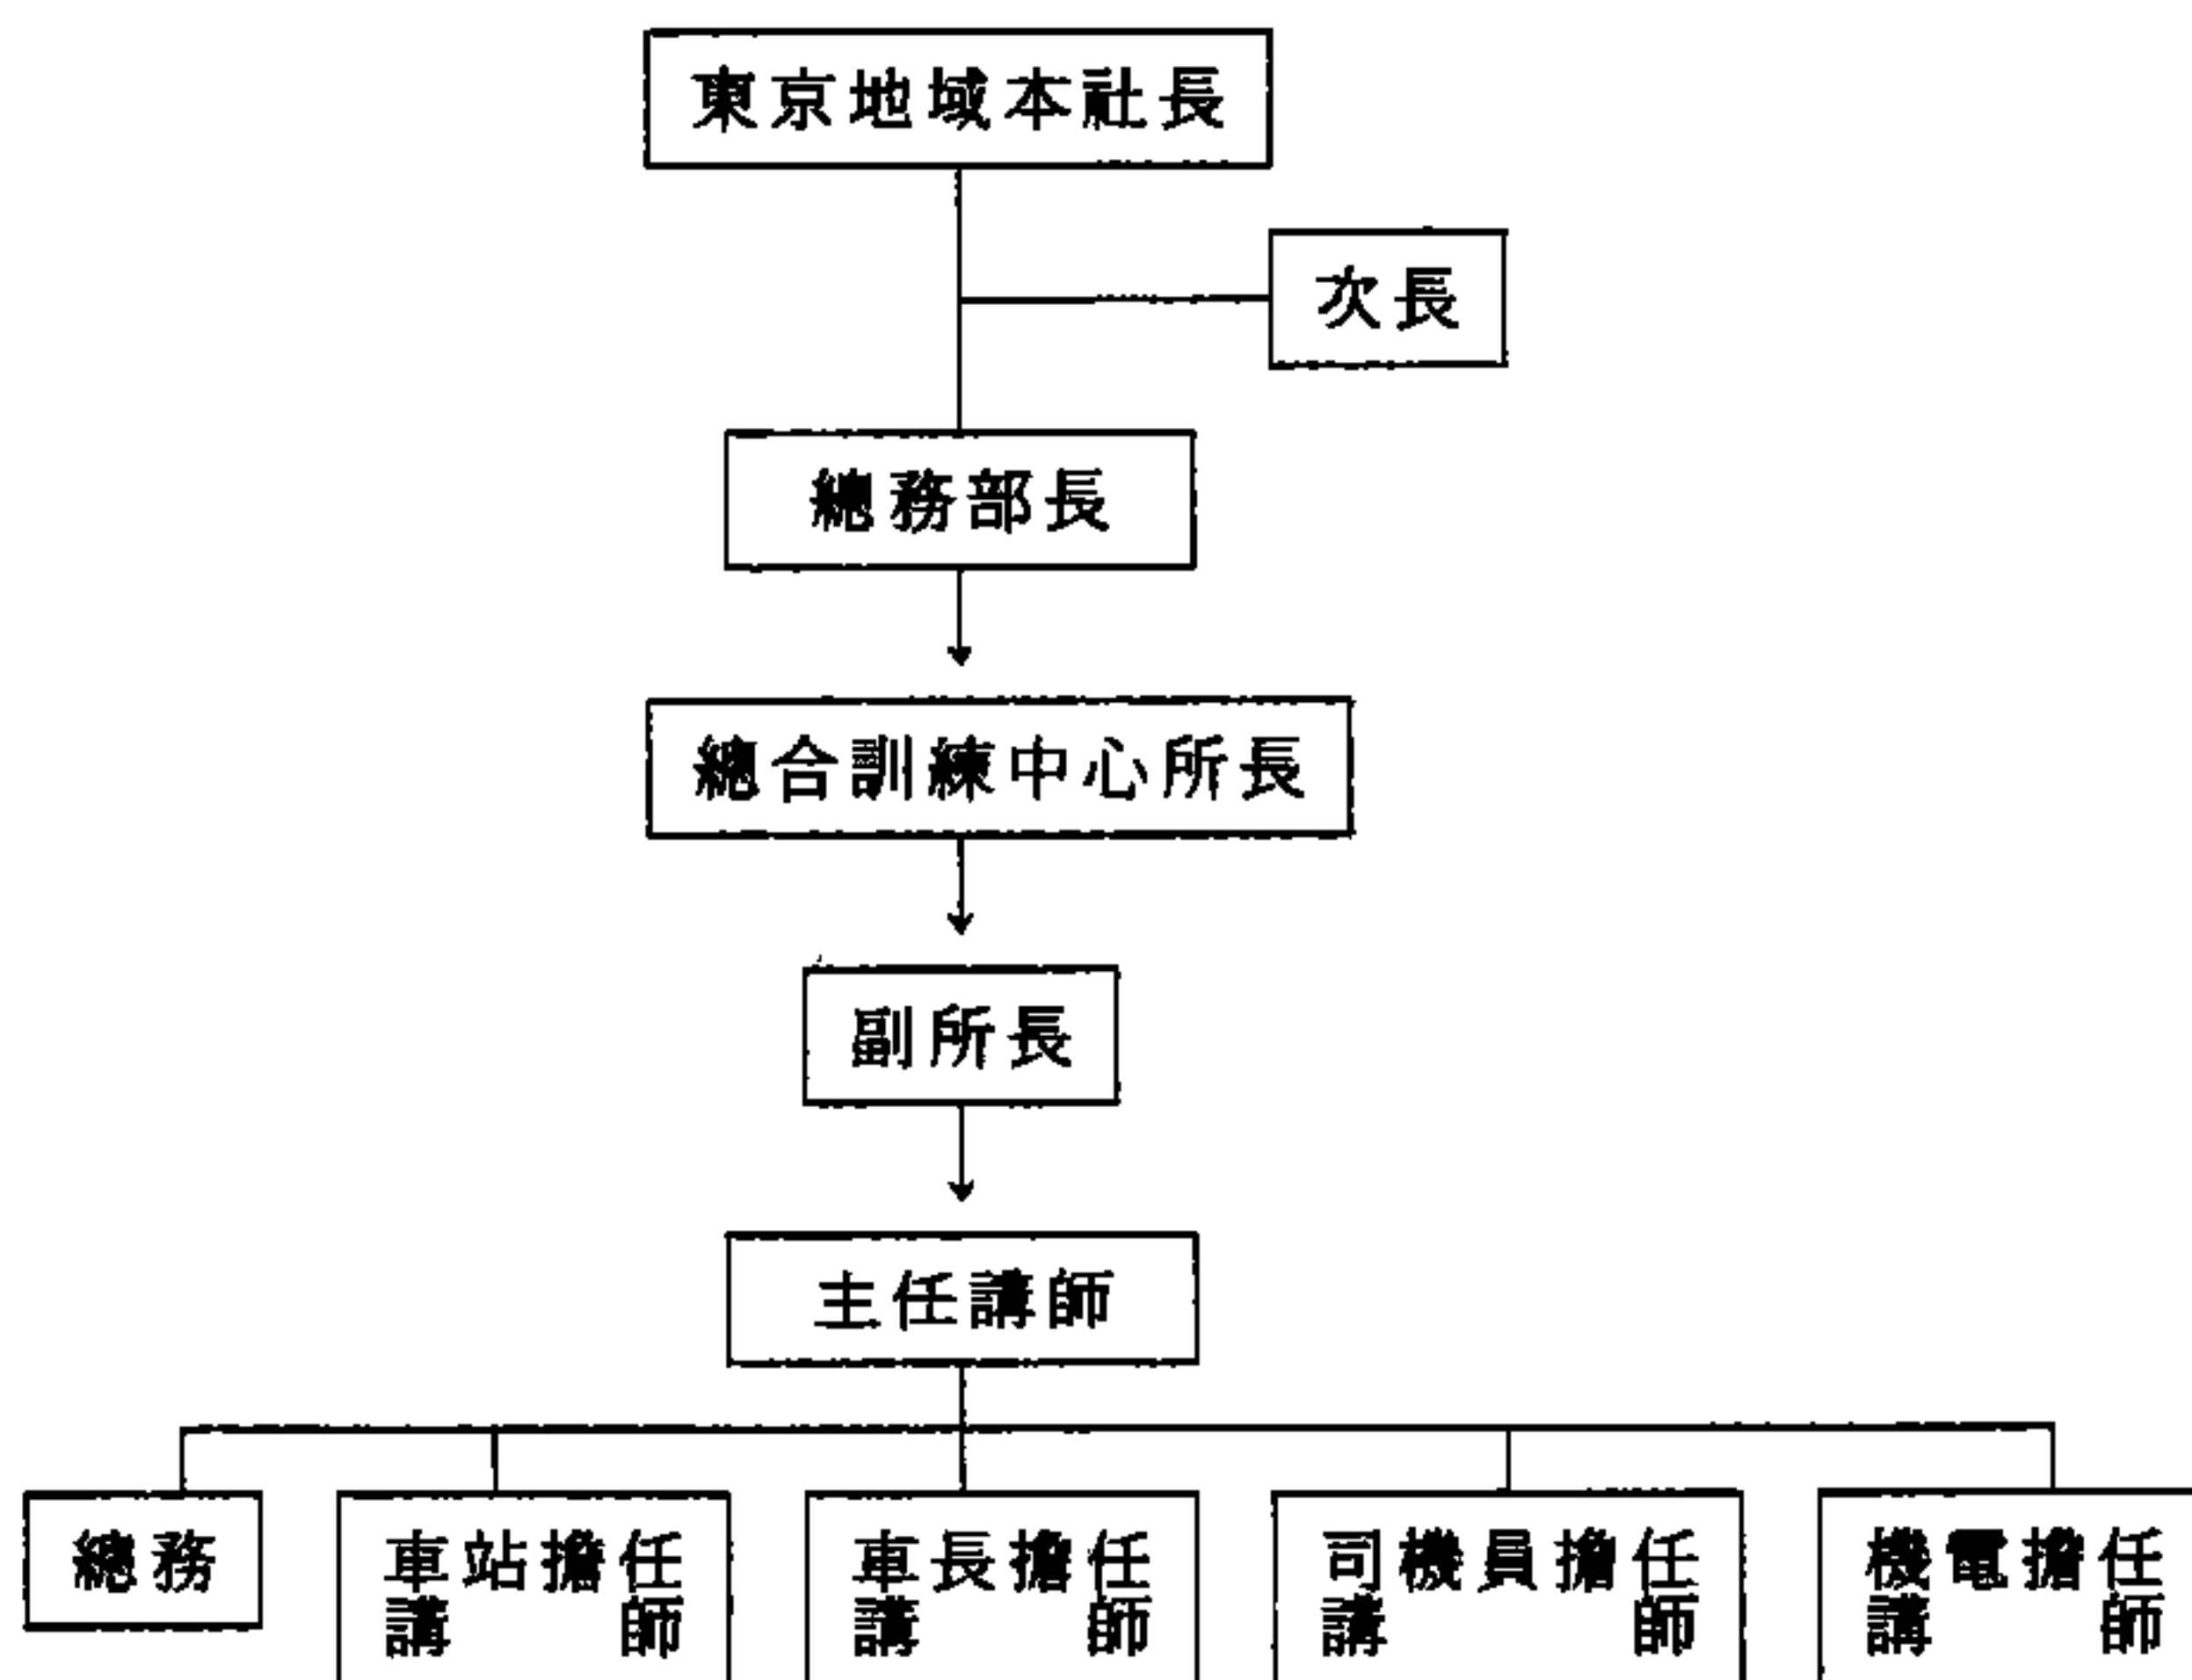 東京地域本社長
次長
總務部長
總合訓練中心所長
副所長
主任講師
總務
車站擔任
講師
車長擔任
講師
司機員擔任
講師
機電擔任
講師